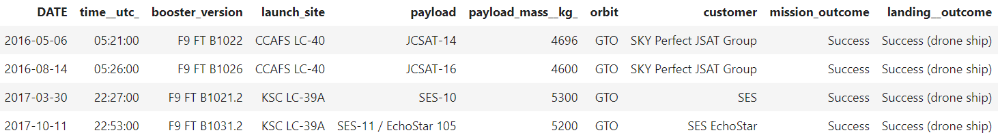 DATE time__utc_ booster_version launch_site payload payload_mass__kg_ orbit customer mission_outcome landing__outcome
2016-05-06 05:21:00 F9 FT B1022 CCAFS LC-40 JCSAT-14 4696 GTO SKY Perfect JSAT Group Success Success (drone ship)
2016-08-14 05:26:00 F9 FT B1026 CCAFS LC-40 JCSAT-16 4600 GTO SKY Perfect JSAT Group Success Success (drone ship)
2017-03-30 22:27:00 F9 FT B1021.2 KSC LC-39A SES-10 5300 GTO SES Success Success (drone ship)
2017-10-11 22:53:00 F9 FT B1031.2 KSC LC-39A SES-11 / EchoStar 105 5200 GTO SES EchoStar Success Success (drone ship)